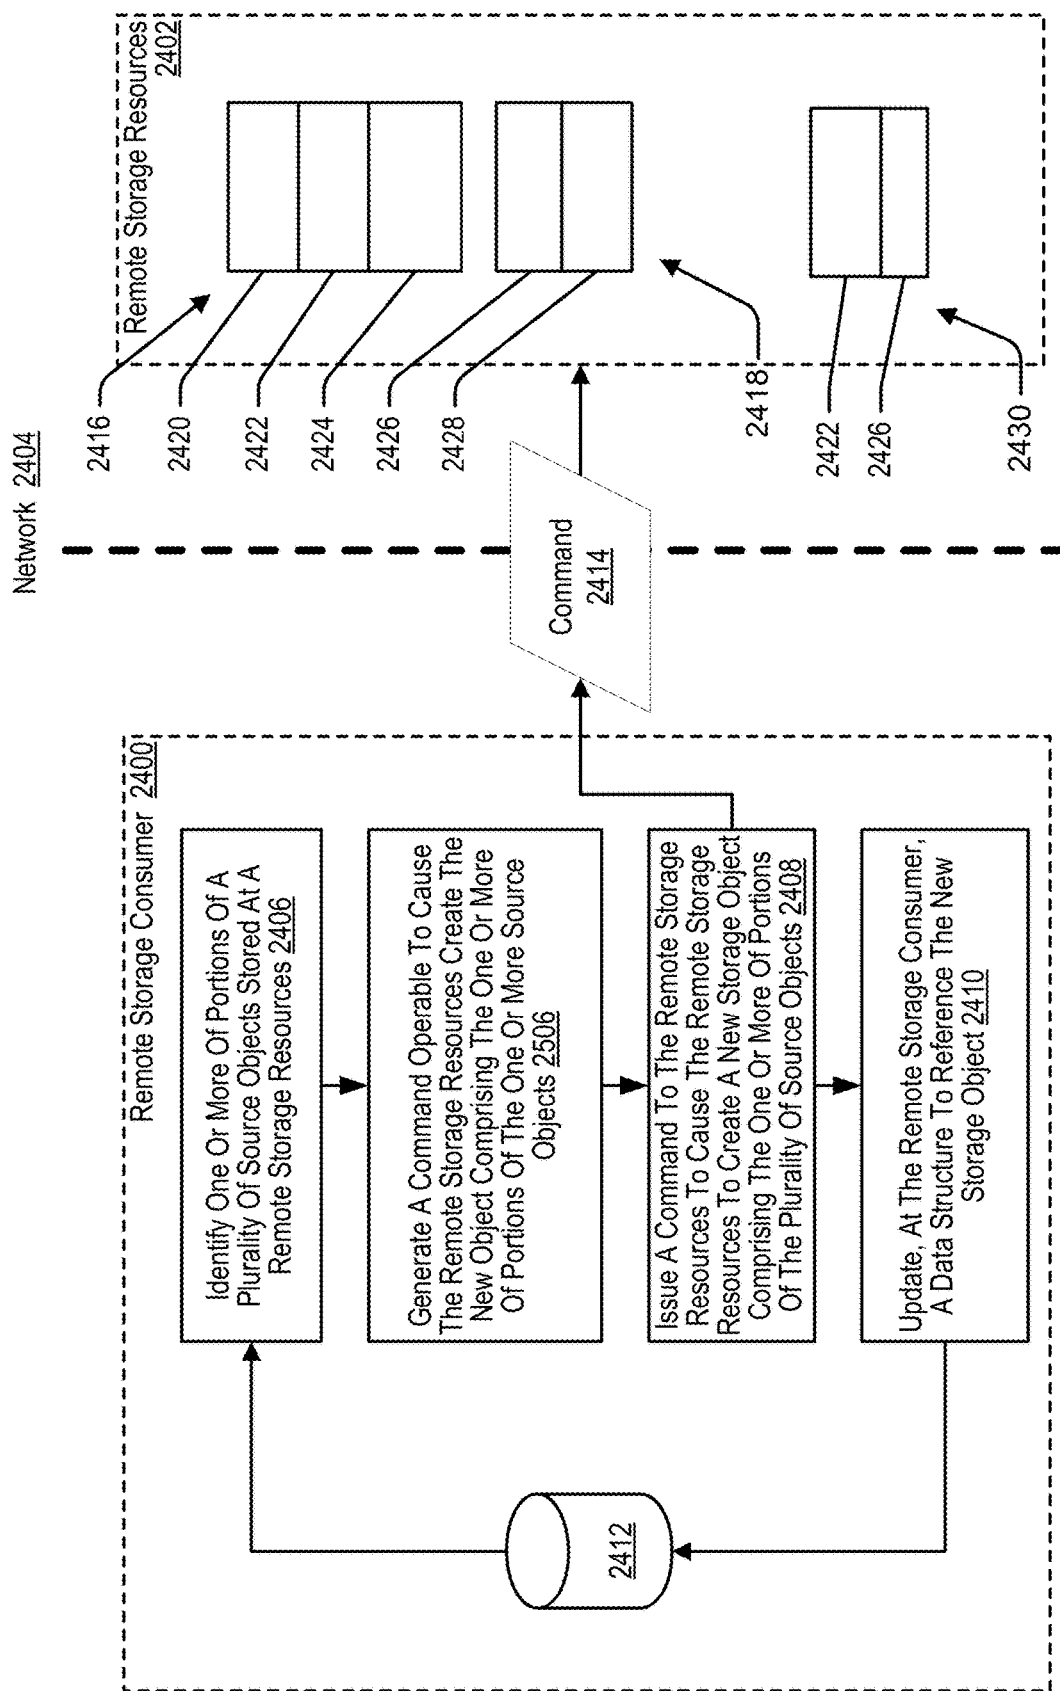 Remote Storage Consumer 2400
Identify One Or More Of Portions Of A
Plurality Of Source Objects Stored At A
Remote Storage Resources 2406
Generate A Command Operable To Cause
The Remote Storage Resources Create The
New Object Comprising The One Or More
Of Portions Of The One Or More Source
Objects 2506
Issue A Command To The Remote Storage
Resources To Cause The Remote Storage
Resources To Create A New Storage Object
Comprising The One Or More Of Portions
Of The Plurality Of Source Objects 2408
Update, At The Remote Storage Consumer,
A Data Structure To Reference The New
Storage Object 2410
2412
Network 2404
Command
2414
Remote Storage Resources
2402
2416
2420
2422
2424
2426
2428
2418
2422
2426
2430